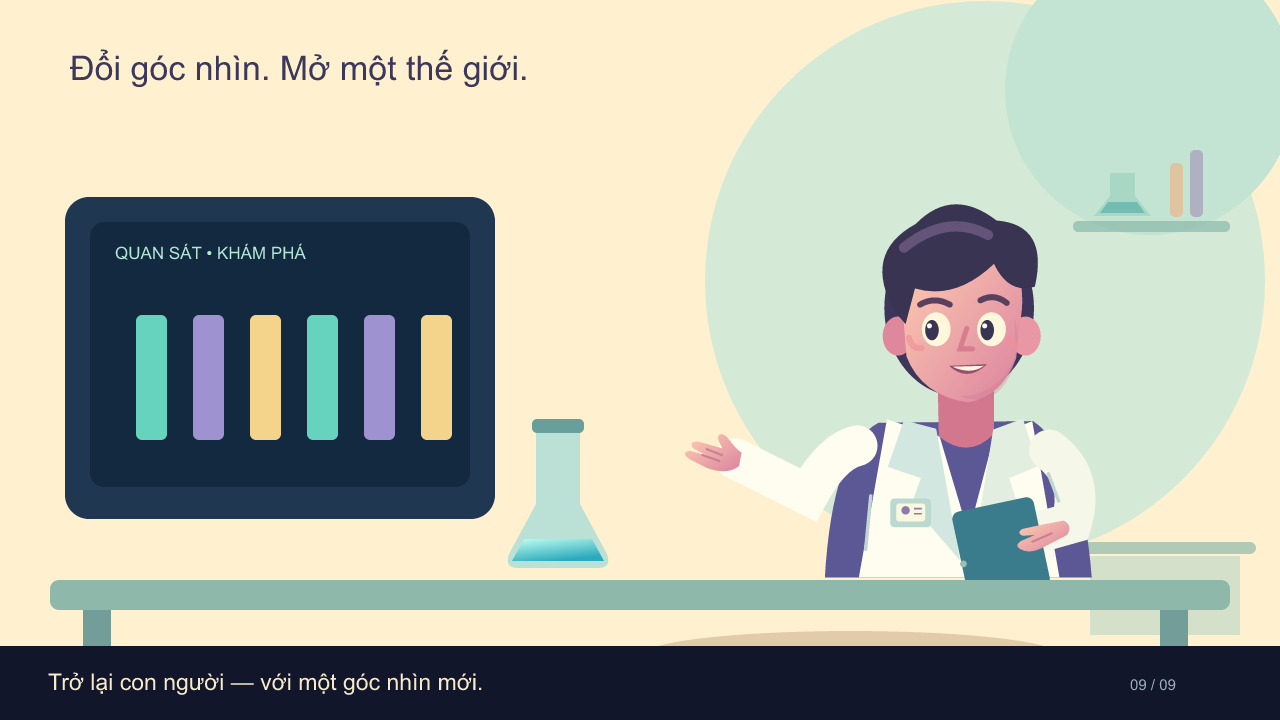 Đổi góc nhìn. Mở một thế giới.
QUAN SÁT • KHÁM PHÁ
Trở lại con người — với một góc nhìn mới.
09 / 09